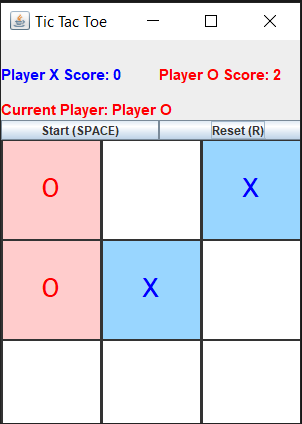 Tic Tac Toe
Player X Score: 0 Player O Score: 2
Current Player: Player O
Start (SPACE) Reset (R)
O X
O X